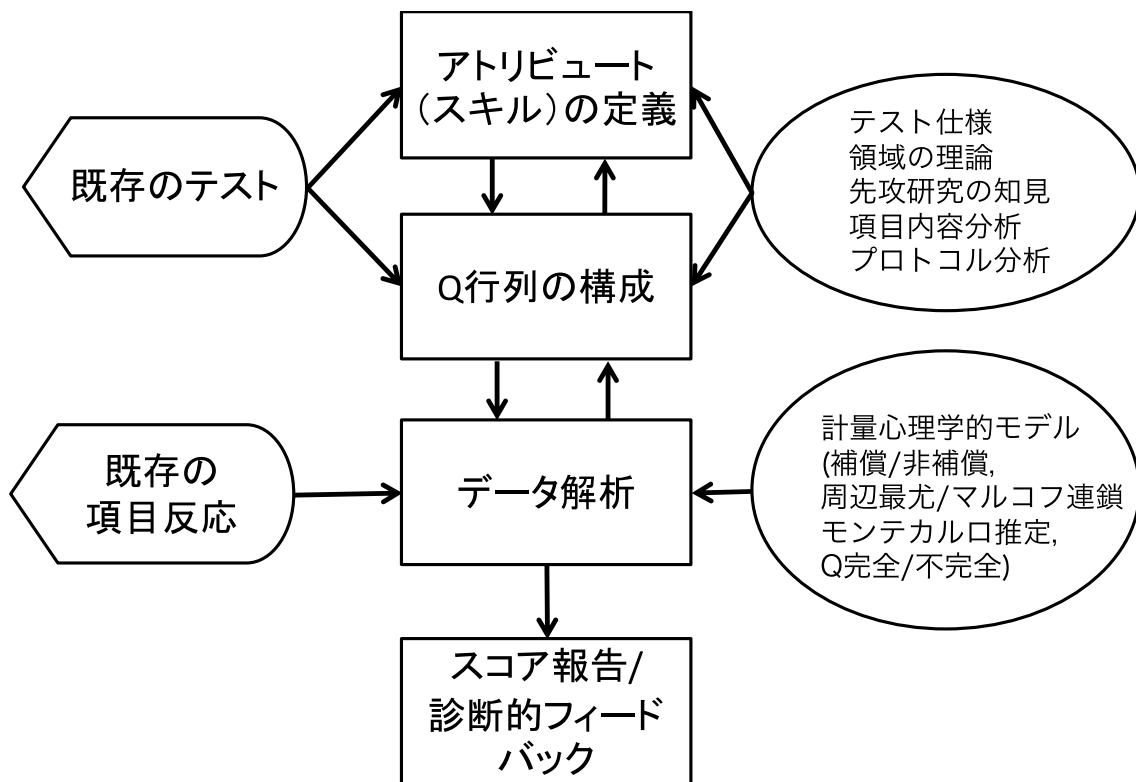 アトリビュート
(スキル)の定義
既存のテスト
テスト仕様
領域の理論
先攻研究の知見
項目内容分析
プロトコル分析
Q行列の構成
既存の
項目反応
データ解析
計量心理学的モデル
(補償/非補償,
周辺最尤/マルコフ連鎖
モンテカルロ推定,
Q完全/不完全)
スコア報告/
診断的フィード
バック